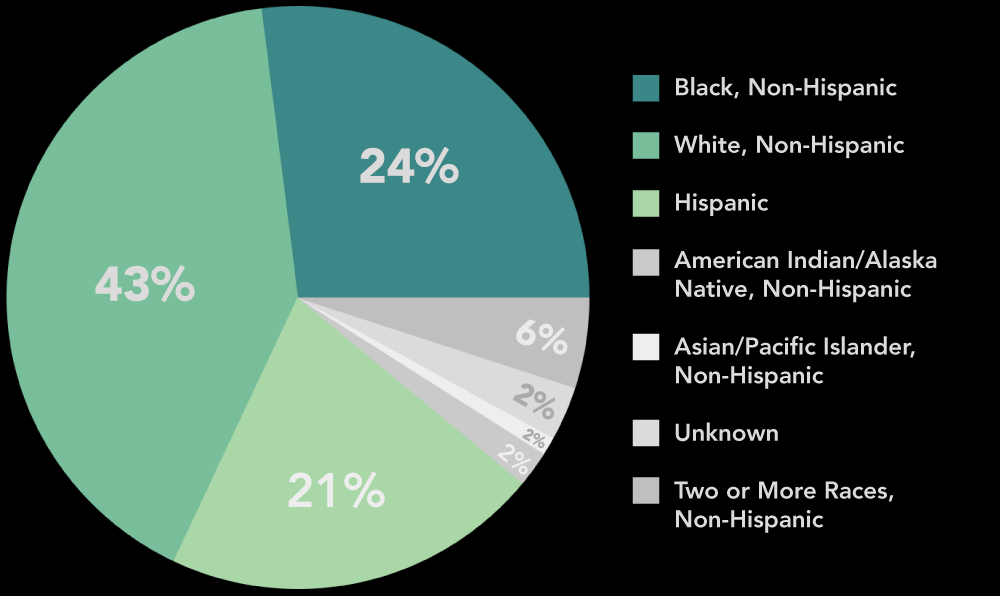 24%
43%
21%
6%
2%
2%
2%
Black, Non-Hispanic
White, Non-Hispanic
Hispanic
American Indian/Alaska
Native, Non-Hispanic
Asian/Pacific Islander,
Non-Hispanic
Unknown
Two or More Races,
Non-Hispanic